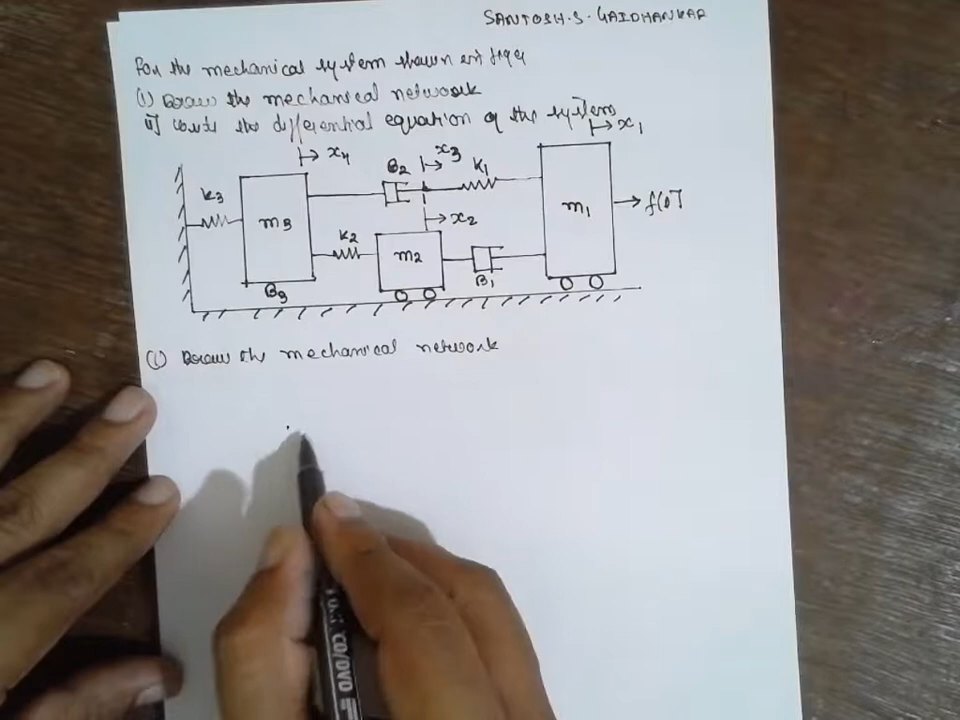 SANTOSH.S. GAIDHANKAR
For the mechanical system shown in fig
(i) Draw the mechanical network
ii] write the differential equation of the system
x4
B2
x3
K1
x1
K3
m3
x2
m1
f(t)
K2
m2
B1
B3
(i) Draw the mechanical network
CD/DVD